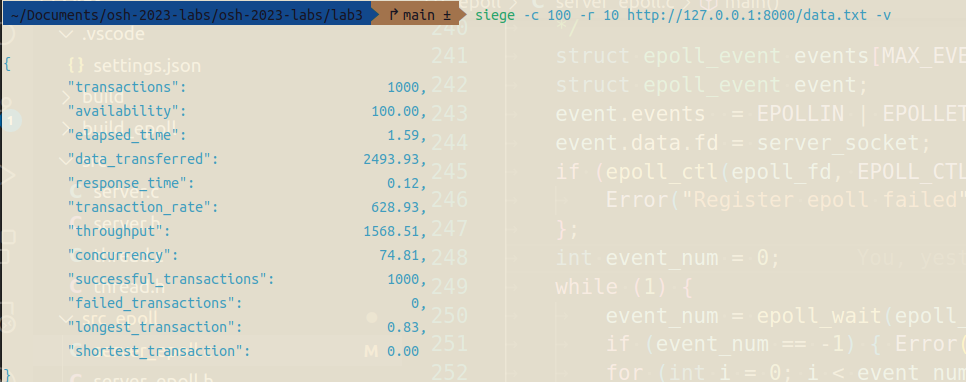 ~/Documents/osh-2023-labs/osh-2023-labs/lab3 main ± siege -c 100 -r 10 http://127.0.0.1:8000/data.txt -v
{
"transactions": 1000,
"availability": 100.00,
"elapsed_time": 1.59,
"data_transferred": 2493.93,
"response_time": 0.12,
"transaction_rate": 628.93,
"throughput": 1568.51,
"concurrency": 74.81,
"successful_transactions": 1000,
"failed_transactions": 0,
"longest_transaction": 0.83,
"shortest_transaction": 0.00
}
.vscode
{} settings.json
build
build_epoll
server.c
server.h
thread.h
src_epoll
M
server_epoll.h
1
240 */
241 struct epoll_event events[MAX_EVE
242 struct epoll_event event;
243 event.events = EPOLLIN | EPOLLET
244 event.data.fd = server_socket;
245 if (epoll_ctl(epoll_fd, EPOLL_CTL
246 Error("Register epoll failed"
247 };
248 int event_num = 0; You, yest
249 while (1) {
250 event_num = epoll_wait(epoll_
251 if (event_num == -1) { Error(
252 for (int i = 0; i < event_num